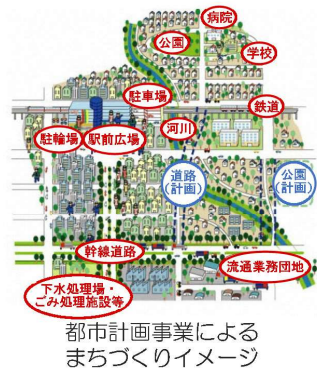 病院
公園
学校
駐車場
鉄道
駐輪場
駅前広場
河川
道路
(計画)
公園
(計画)
幹線道路
流通業務団地
下水処理場・
ごみ処理施設等
都市計画事業による
まちづくりイメージ